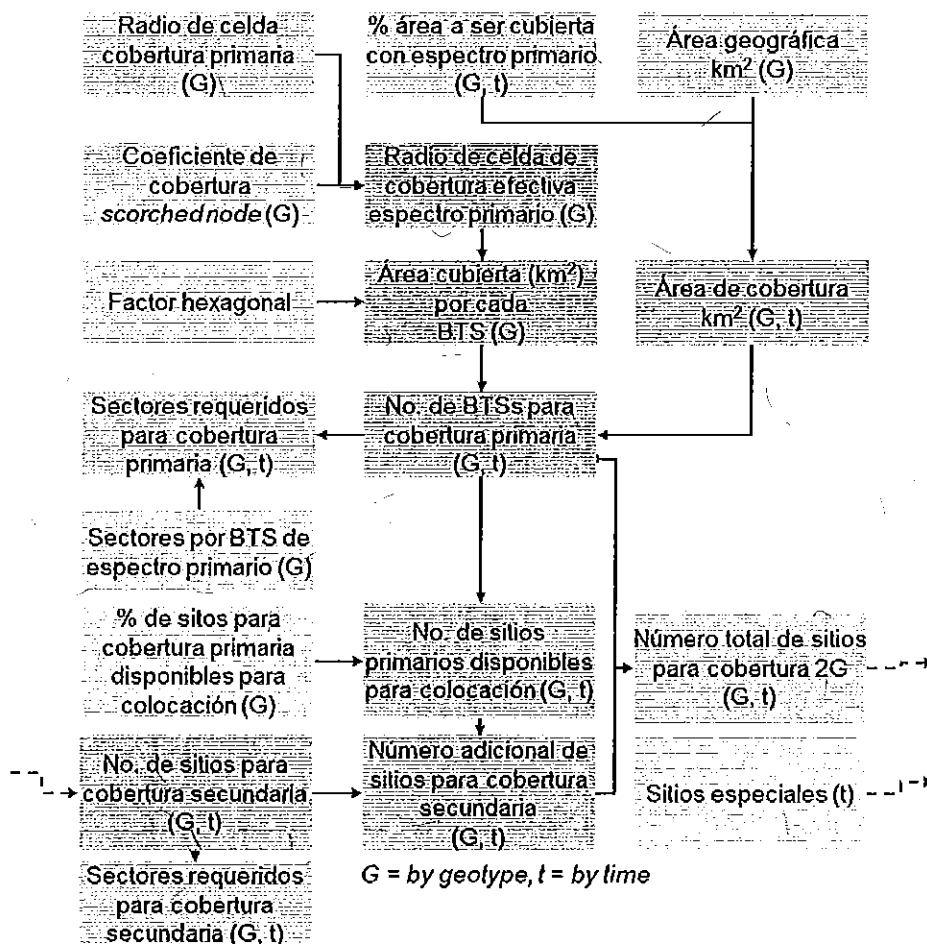 Radio de celda
cobertura primaria
(G)
% área a ser cubierta
con espectro primario
(G, t)
Área geográfica
km² (G)
Coeficiente de
cobertura
scorched node (G)
Radio de celda de
cobertura efectiva
espectro primario (G)
Factor hexagonal
Área cubierta (km²)
por cada
BTS (G)
Área de cobertura
km² (G, t)
Sectores requeridos
para cobertura
primaria (G, t)
No. de BTSs para
cobertura primaria
(G, t)
Sectores por BTS de
espectro primario (G)
% de sitos para
cobertura primaria
disponibles para
colocación (G)
No. de sitios
primarios disponibles
para colocación (G, t)
Número total de sitios
para cobertura 2G
(G, t)
No. de sitios para
cobertura secundaria
(G, t)
Número adicional de
sitios para cobertura
secundaria
(G, t)
Sitios especiales (t)
Sectores requeridos
para cobertura
secundaria (G, t)
G = by geotype, t = by time